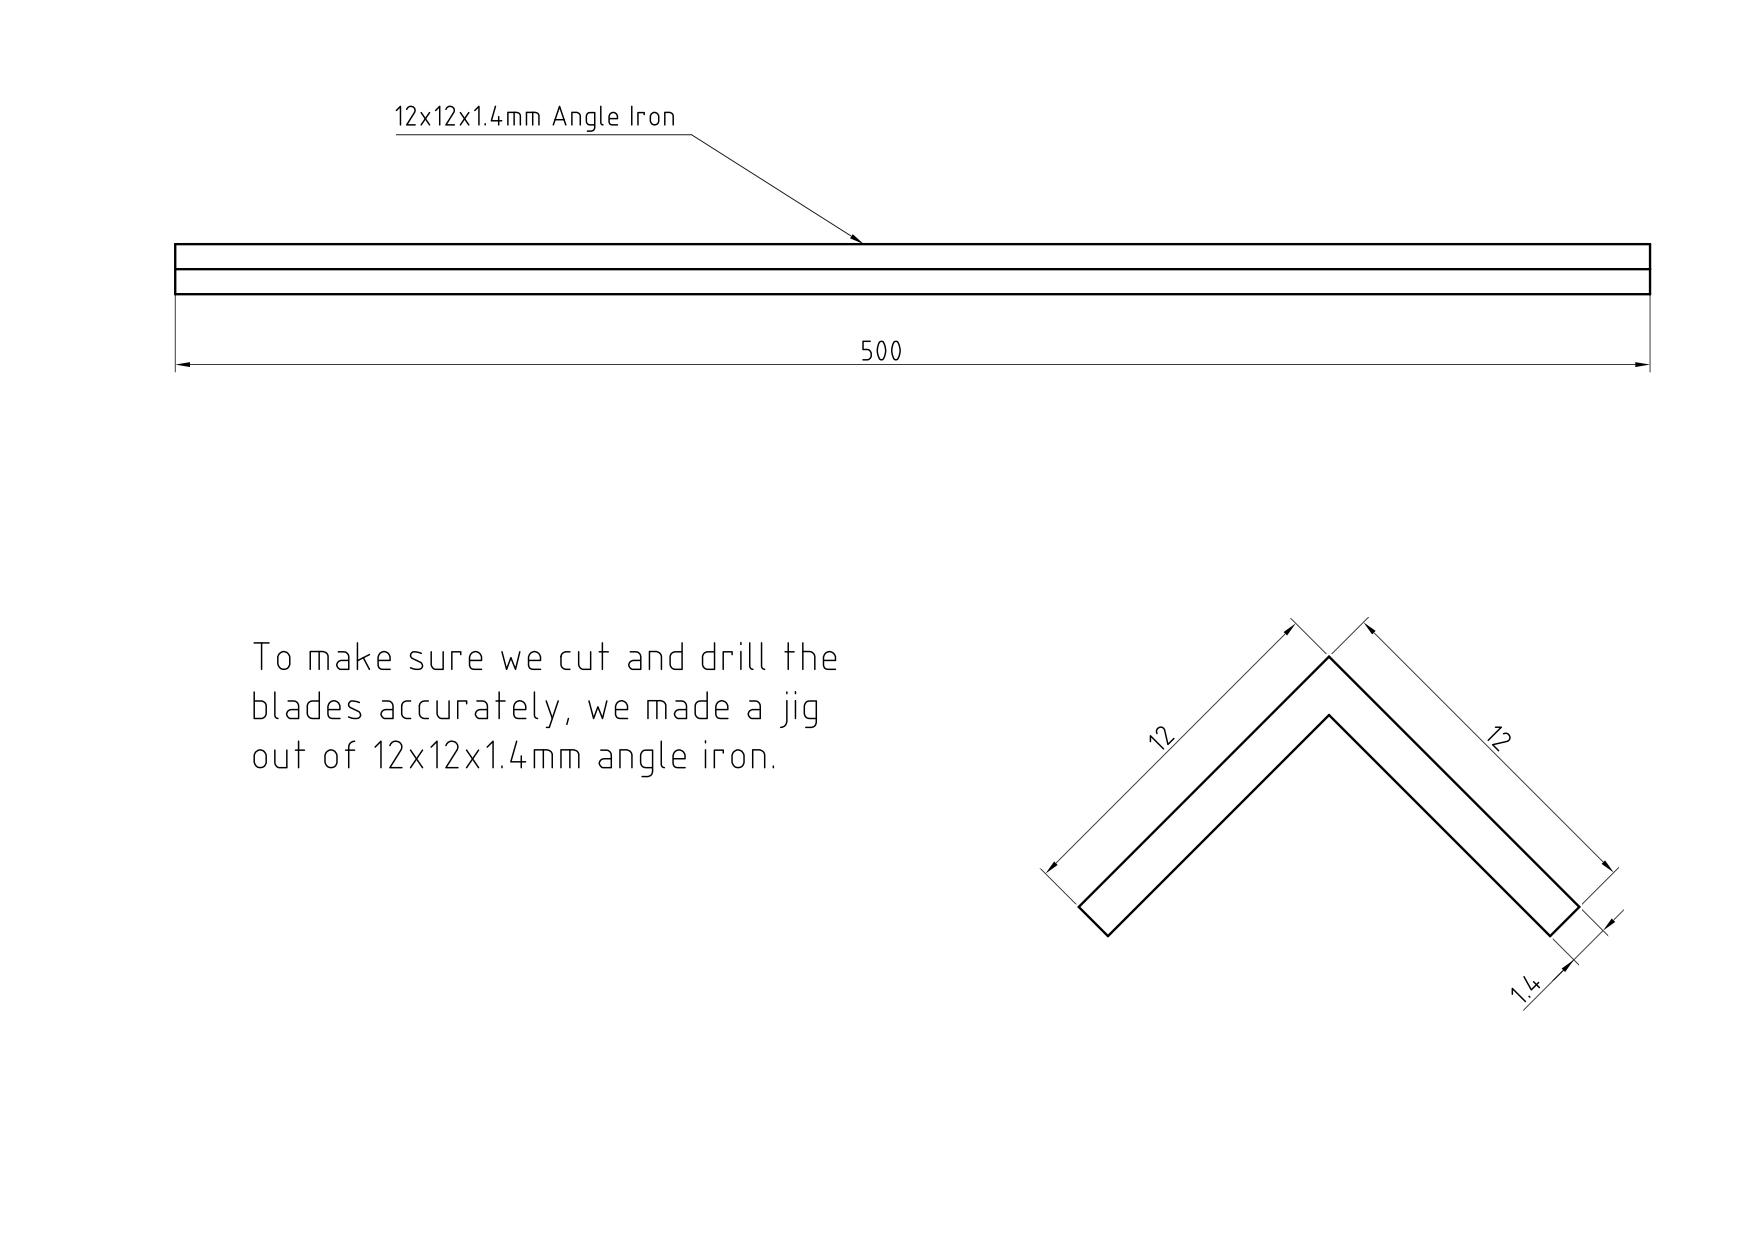 12x12x1.4mm Angle Iron
500
To make sure we cut and drill the
blades accurately, we made a jig
out of 12x12x1.4mm angle iron.
12
12
1.4